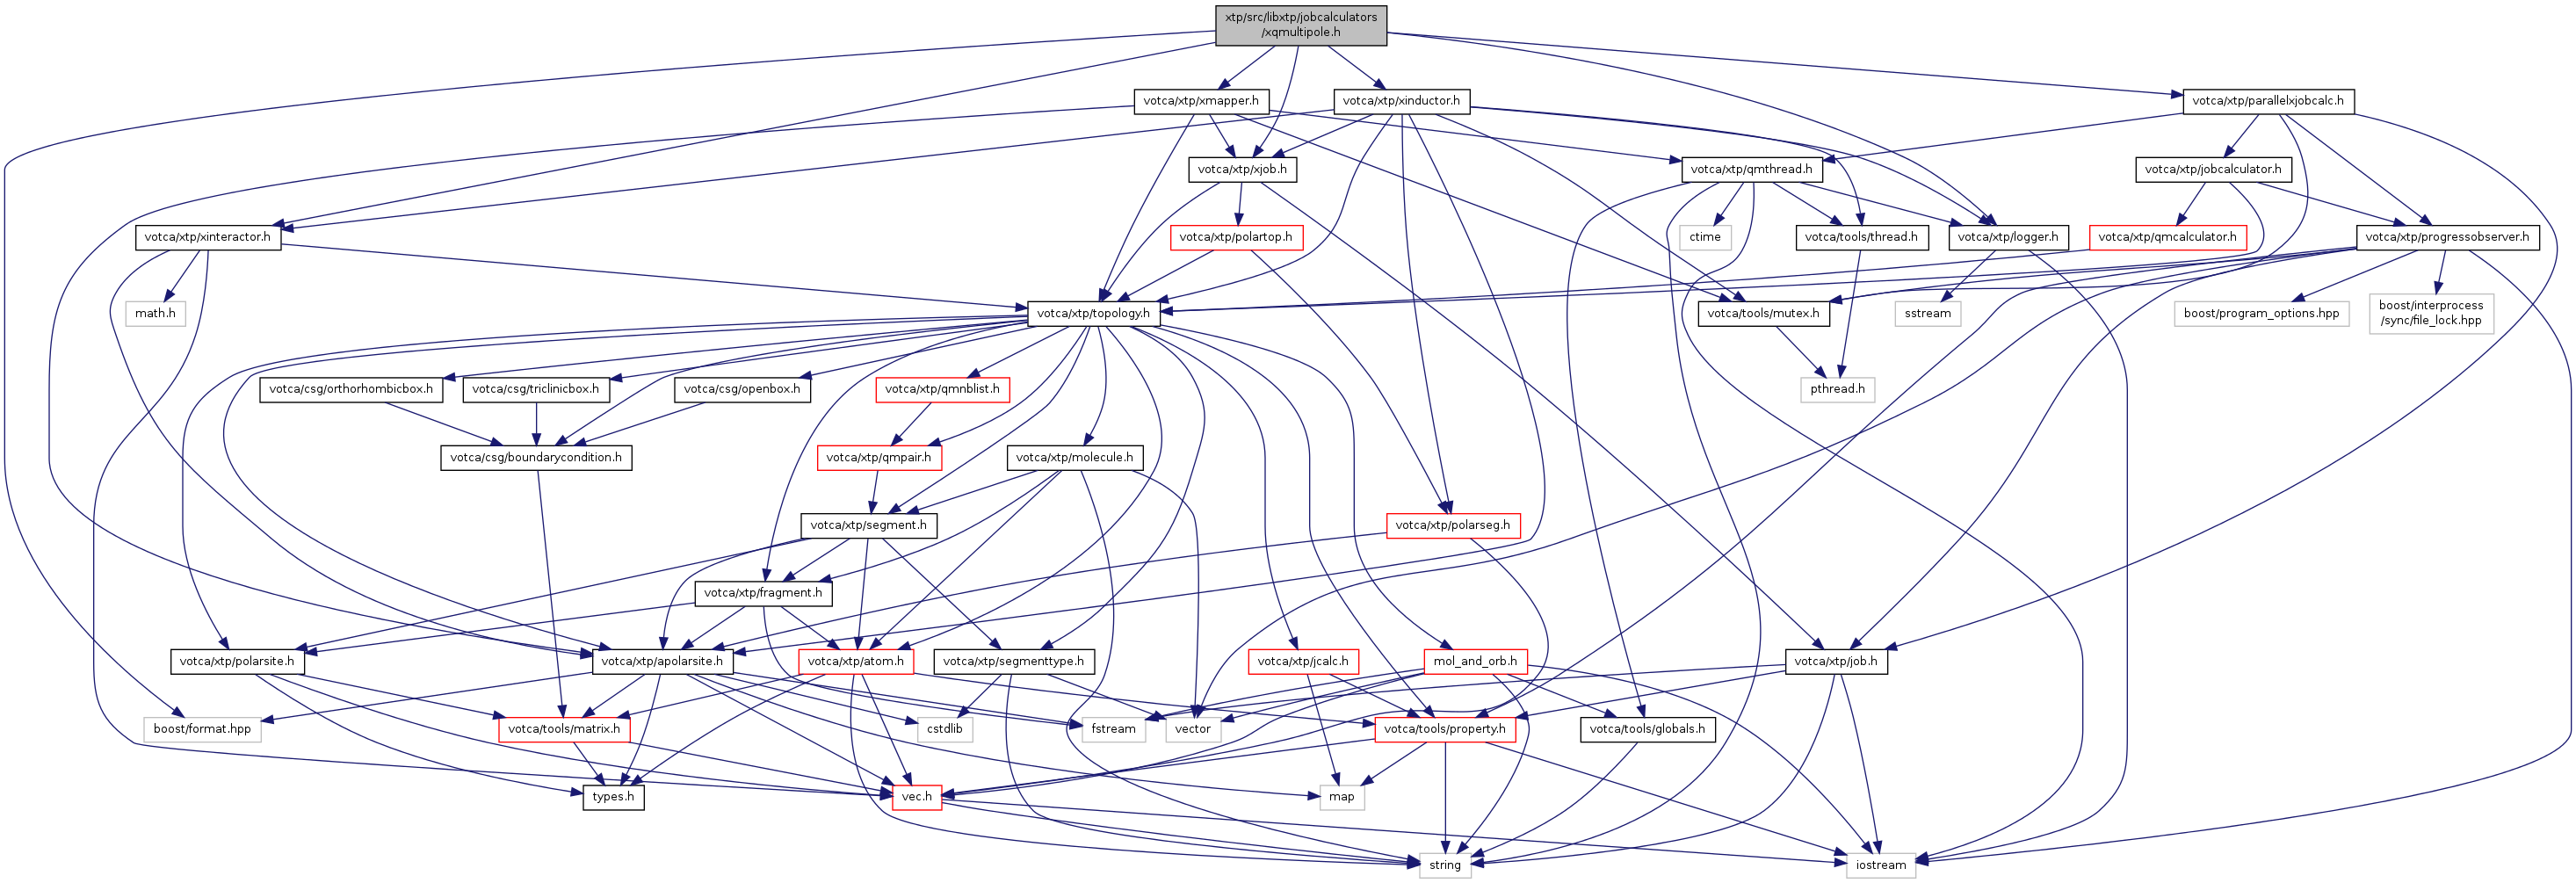 xtp/src/libxtp/jobcalculators
/xqmultipole.h
votca/xtp/xmapper.h
votca/xtp/xinductor.h
votca/xtp/parallelxjobcalc.h
votca/xtp/xjob.h
votca/xtp/qmthread.h
votca/xtp/jobcalculator.h
votca/xtp/xinteractor.h
votca/xtp/polartop.h
ctime
votca/tools/thread.h
votca/xtp/logger.h
votca/xtp/qmcalculator.h
votca/xtp/progressobserver.h
math.h
votca/xtp/topology.h
votca/tools/mutex.h
sstream
boost/program_options.hpp
boost/interprocess
/sync/file_lock.hpp
votca/csg/orthorhombicbox.h
votca/csg/triclinicbox.h
votca/csg/openbox.h
votca/xtp/qmnblist.h
pthread.h
votca/csg/boundarycondition.h
votca/xtp/qmpair.h
votca/xtp/molecule.h
votca/xtp/segment.h
votca/xtp/polarseg.h
votca/xtp/fragment.h
votca/xtp/polarsite.h
votca/xtp/apolarsite.h
votca/xtp/atom.h
votca/xtp/segmenttype.h
votca/xtp/jcalc.h
mol_and_orb.h
votca/xtp/job.h
boost/format.hpp
votca/tools/matrix.h
cstdlib
fstream
vector
votca/tools/property.h
votca/tools/globals.h
types.h
vec.h
map
string
iostream